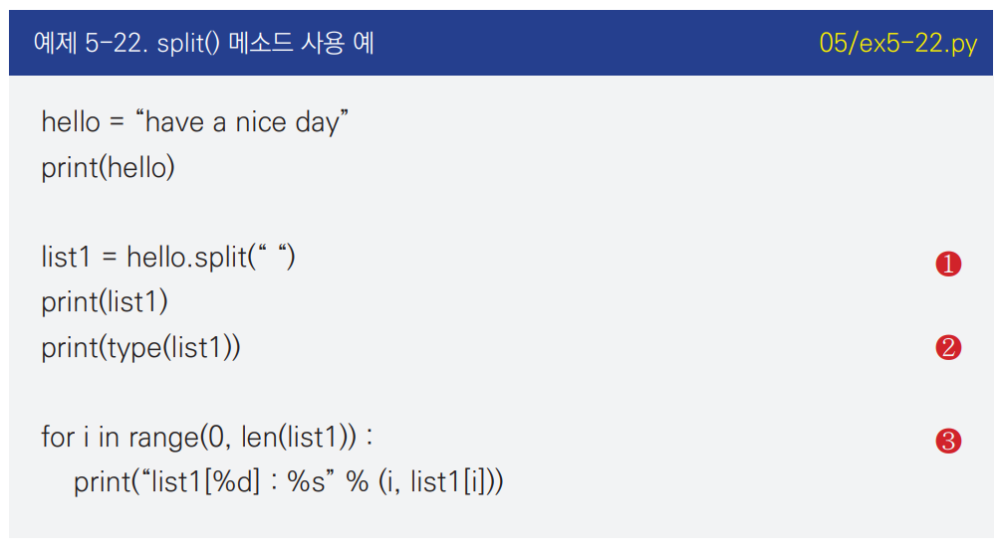 예제 5-22. split() 메소드 사용 예 05/ex5-22.py
hello = “have a nice day”
print(hello)
list1 = hello.split(“ “) ❶
print(list1)
print(type(list1)) ❷
for i in range(0, len(list1)) : ❸
print(“list1[%d] : %s” % (i, list1[i]))